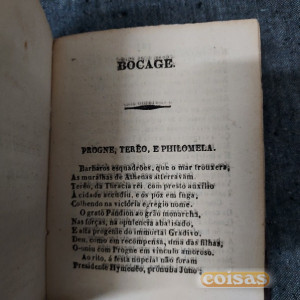 BOCAGE.
PROGNE, TERÊO, E PHILOMELA.
Barbaros esquadrões, que o mar trouxera,
As muralhas de Athenas atterravam.
Terêo, da Thracia rei, com presto auxilio
A cidade acudiu, e os poz em fuga,
Colhendo na victória egregio nome.
O grato Pandion ao grão monarcha,
Nas forças, na opulencia abalisado,
E alta progenie do immortal Gradivo,
Deu, como em recompensa, uma das filhas,
O uniu com Progne em vinculo amoroso.
Ao rito, á festa nupcial não foram
Presidente Hymenêo, pronuba Juno;
coisas